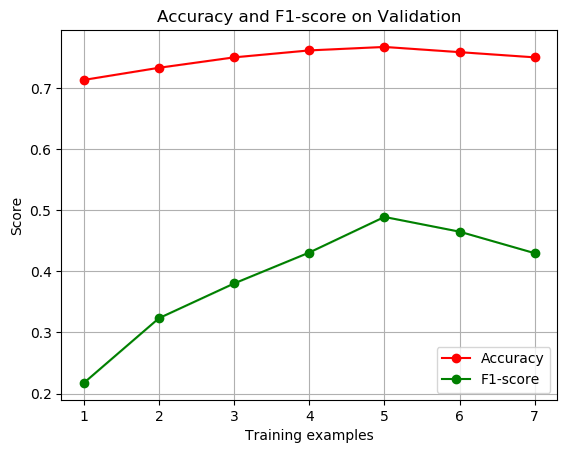 Accuracy and F1-score on Validation
Score
0.7
0.6
0.5
0.4
0.3
0.2
Accuracy
F1-score
1 2 3 4 5 6 7
Training examples